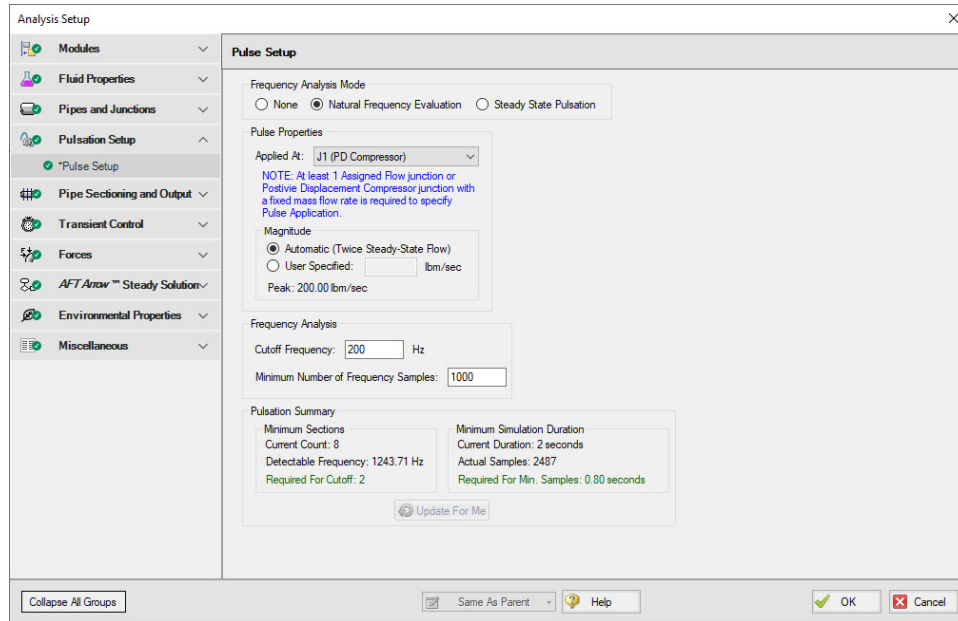 Analysis Setup
Modules
Fluid Properties
Pipes and Junctions
Pulsation Setup
*Pulse Setup
Pipe Sectioning and Output
Transient Control
Forces
AFT Arrow ™ Steady Solution
Environmental Properties
Miscellaneous
Collapse All Groups
Pulse Setup
Frequency Analysis Mode
None Natural Frequency Evaluation Steady State Pulsation
Pulse Properties
Applied At: J1 (PD Compressor)
NOTE: At least 1 Assigned Flow junction or
Postivie Displacement Compressor junction with
a fixed mass flow rate is required to specify
Pulse Application.
Magnitude
Automatic (Twice Steady-State Flow)
User Specified: lbm/sec
Peak: 200.00 lbm/sec
Frequency Analysis
Cutoff Frequency: 200 Hz
Minimum Number of Frequency Samples: 1000
Pulsation Summary
Minimum Sections
Current Count: 8
Detectable Frequency: 1243.71 Hz
Required For Cutoff: 2
Minimum Simulation Duration
Current Duration: 2 seconds
Actual Samples: 2487
Required For Min. Samples: 0.80 seconds
Update For Me
Same As Parent Help OK Cancel